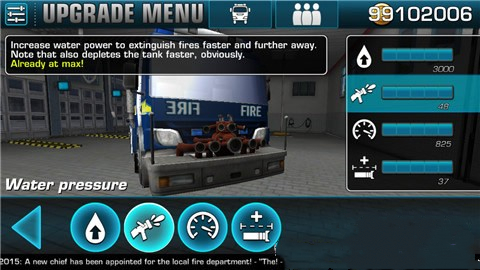 UPGRADE MENU
99102006
Increase water power to extinguish fires faster and further away.
Note that also depletes the tank faster, obviously.
Already at max!
3000
48
825
37
FIRE
FIRE
Water pressure
2015: A new chief has been appointed for the local fire department! - "The! -